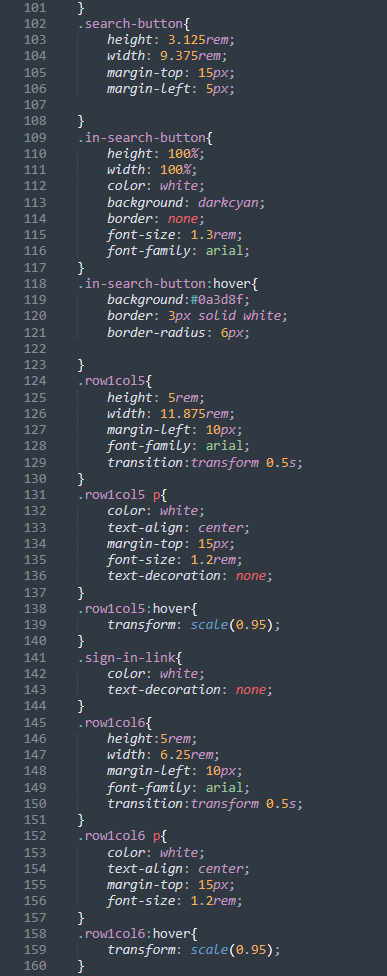 101 }
102 .search-button{
103 height: 3.125rem;
104 width: 9.375rem;
105 margin-top: 15px;
106 margin-left: 5px;
107
108 }
109 .in-search-button{
110 height: 100%;
111 width: 100%;
112 color: white;
113 background: darkcyan;
114 border: none;
115 font-size: 1.3rem;
116 font-family: arial;
117 }
118 .in-search-button:hover{
119 background:#0a3d8f;
120 border: 3px solid white;
121 border-radius: 6px;
122
123 }
124 .row1col5{
125 height: 5rem;
126 width: 11.875rem;
127 margin-left: 10px;
128 font-family: arial;
129 transition:transform 0.5s;
130 }
131 .row1col5 p{
132 color: white;
133 text-align: center;
134 margin-top: 15px;
135 font-size: 1.2rem;
136 text-decoration: none;
137 }
138 .row1col5:hover{
139 transform: scale(0.95);
140 }
141 .sign-in-link{
142 color: white;
143 text-decoration: none;
144 }
145 .row1col6{
146 height:5rem;
147 width: 6.25rem;
148 margin-left: 10px;
149 font-family: arial;
150 transition:transform 0.5s;
151 }
152 .row1col6 p{
153 color: white;
154 text-align: center;
155 margin-top: 15px;
156 font-size: 1.2rem;
157 }
158 .row1col6:hover{
159 transform: scale(0.95);
160 }